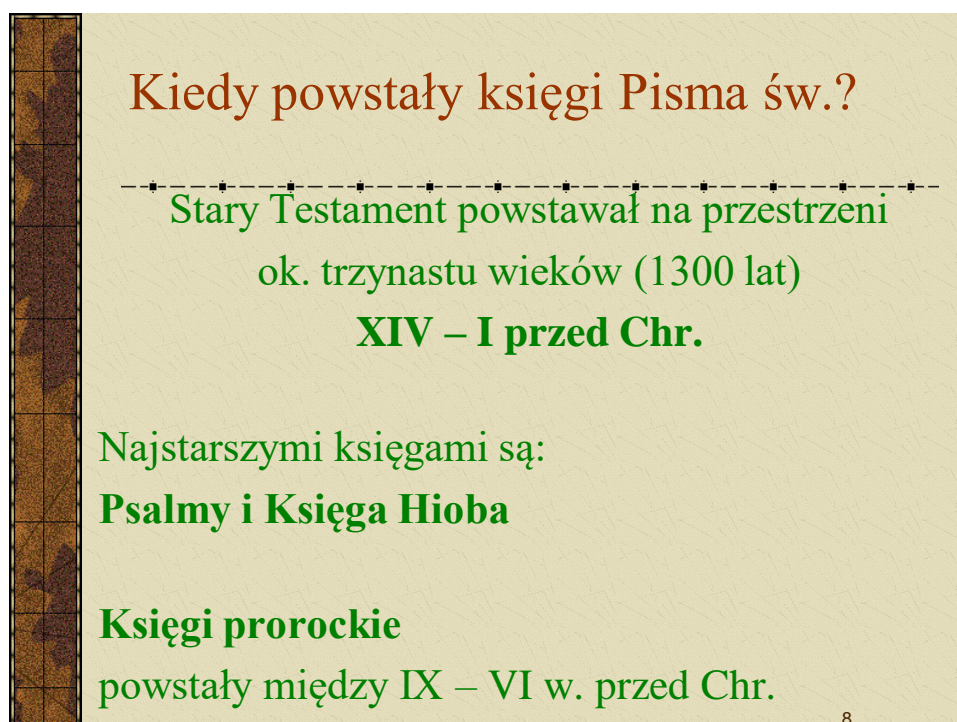 Kiedy powstały księgi Pisma św.?
Stary Testament powstawał na przestrzeni
ok. trzynastu wieków (1300 lat)
XIV – I przed Chr.
Najstarszymi księgami są:
Psalmy i Księga Hioba
Księgi prorockie
powstały między IX – VI w. przed Chr.
8